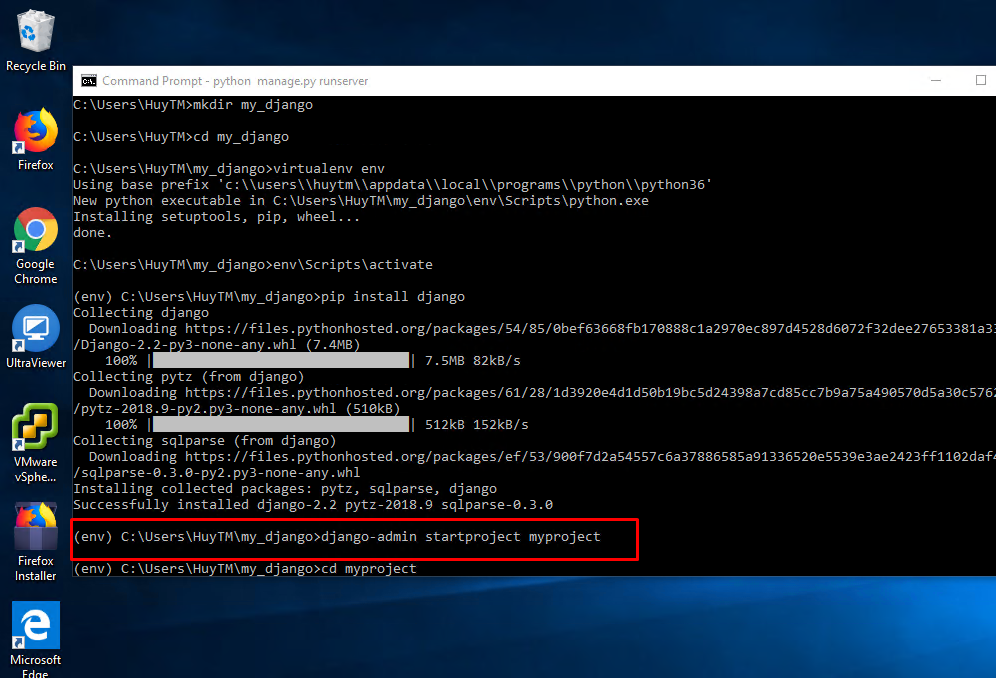 Recycle Bin
Firefox
Google
Chrome
UltraViewer
VMware
vSphe...
Firefox
Installer
Microsoft
Edge
Command Prompt - python  manage.py runserver
C:\Users\HuyTM>mkdir my_django
C:\Users\HuyTM>cd my_django
C:\Users\HuyTM\my_django>virtualenv env
Using base prefix 'c:\\users\\huytm\\appdata\\local\\programs\\python\\python36'
New python executable in C:\Users\HuyTM\my_django\env\Scripts\python.exe
Installing setuptools, pip, wheel...
done.
C:\Users\HuyTM\my_django>env\Scripts\activate
(env) C:\Users\HuyTM\my_django>pip install django
Collecting django
  Downloading https://files.pythonhosted.org/packages/54/85/0bef63668fb170888c1a2970ec897d4528d6072f32dee27653381a33
/Django-2.2-py3-none-any.whl (7.4MB)
    100% | | 7.5MB 82kB/s
Collecting pytz (from django)
  Downloading https://files.pythonhosted.org/packages/61/28/1d3920e4d1d50b19bc5d24398a7cd85cc7b9a75a490570d5a30c5762
/pytz-2018.9-py2.py3-none-any.whl (510kB)
    100% | | 512kB 152kB/s
Collecting sqlparse (from django)
  Downloading https://files.pythonhosted.org/packages/ef/53/900f7d2a54557c6a37886585a91336520e5539e3ae2423ff1102daf4
/sqlparse-0.3.0-py2.py3-none-any.whl
Installing collected packages: pytz, sqlparse, django
Successfully installed django-2.2 pytz-2018.9 sqlparse-0.3.0
(env) C:\Users\HuyTM\my_django>django-admin startproject myproject
(env) C:\Users\HuyTM\my_django>cd myproject